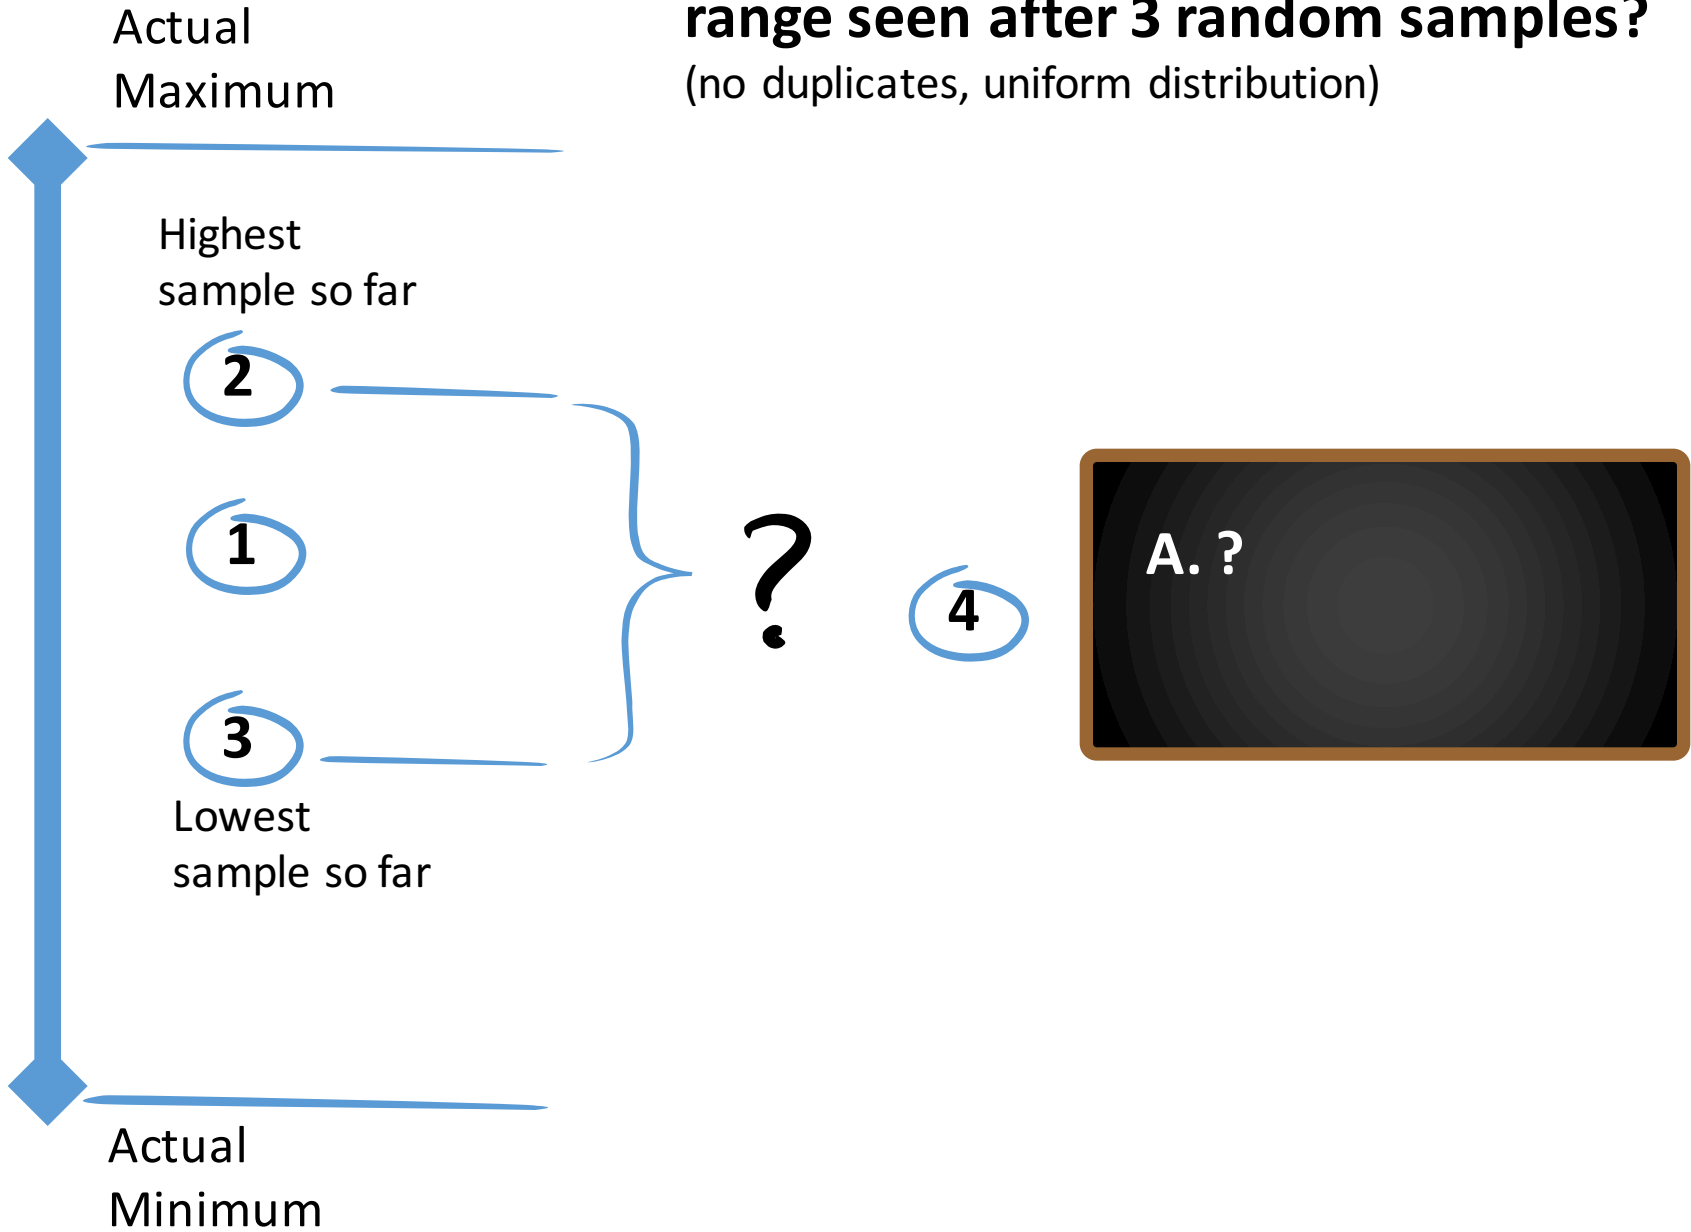 Actual
Maximum
range seen after 3 random samples?
(no duplicates, uniform distribution)
Highest
sample so far
2
1
?
4
A. ?
3
Lowest
sample so far
Actual
Minimum